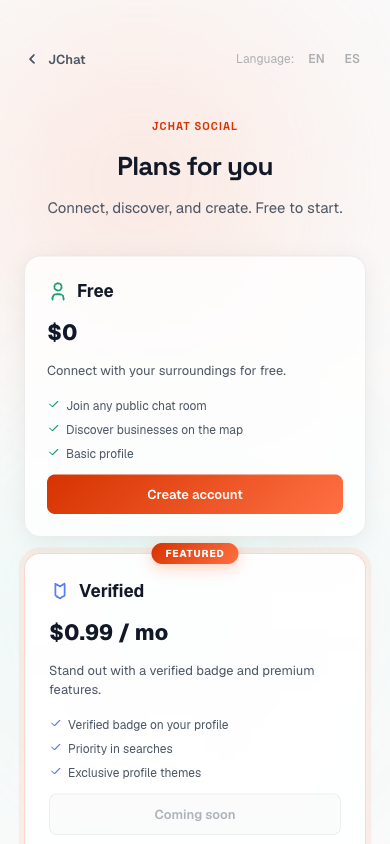 JChat
Language: EN ES
JCHAT SOCIAL
Plans for you
Connect, discover, and create. Free to start.
Free
$0
Connect with your surroundings for free.
Join any public chat room
Discover businesses on the map
Basic profile
Create account
FEATURED
Verified
$0.99 / mo
Stand out with a verified badge and premium
features.
Verified badge on your profile
Priority in searches
Exclusive profile themes
Coming soon